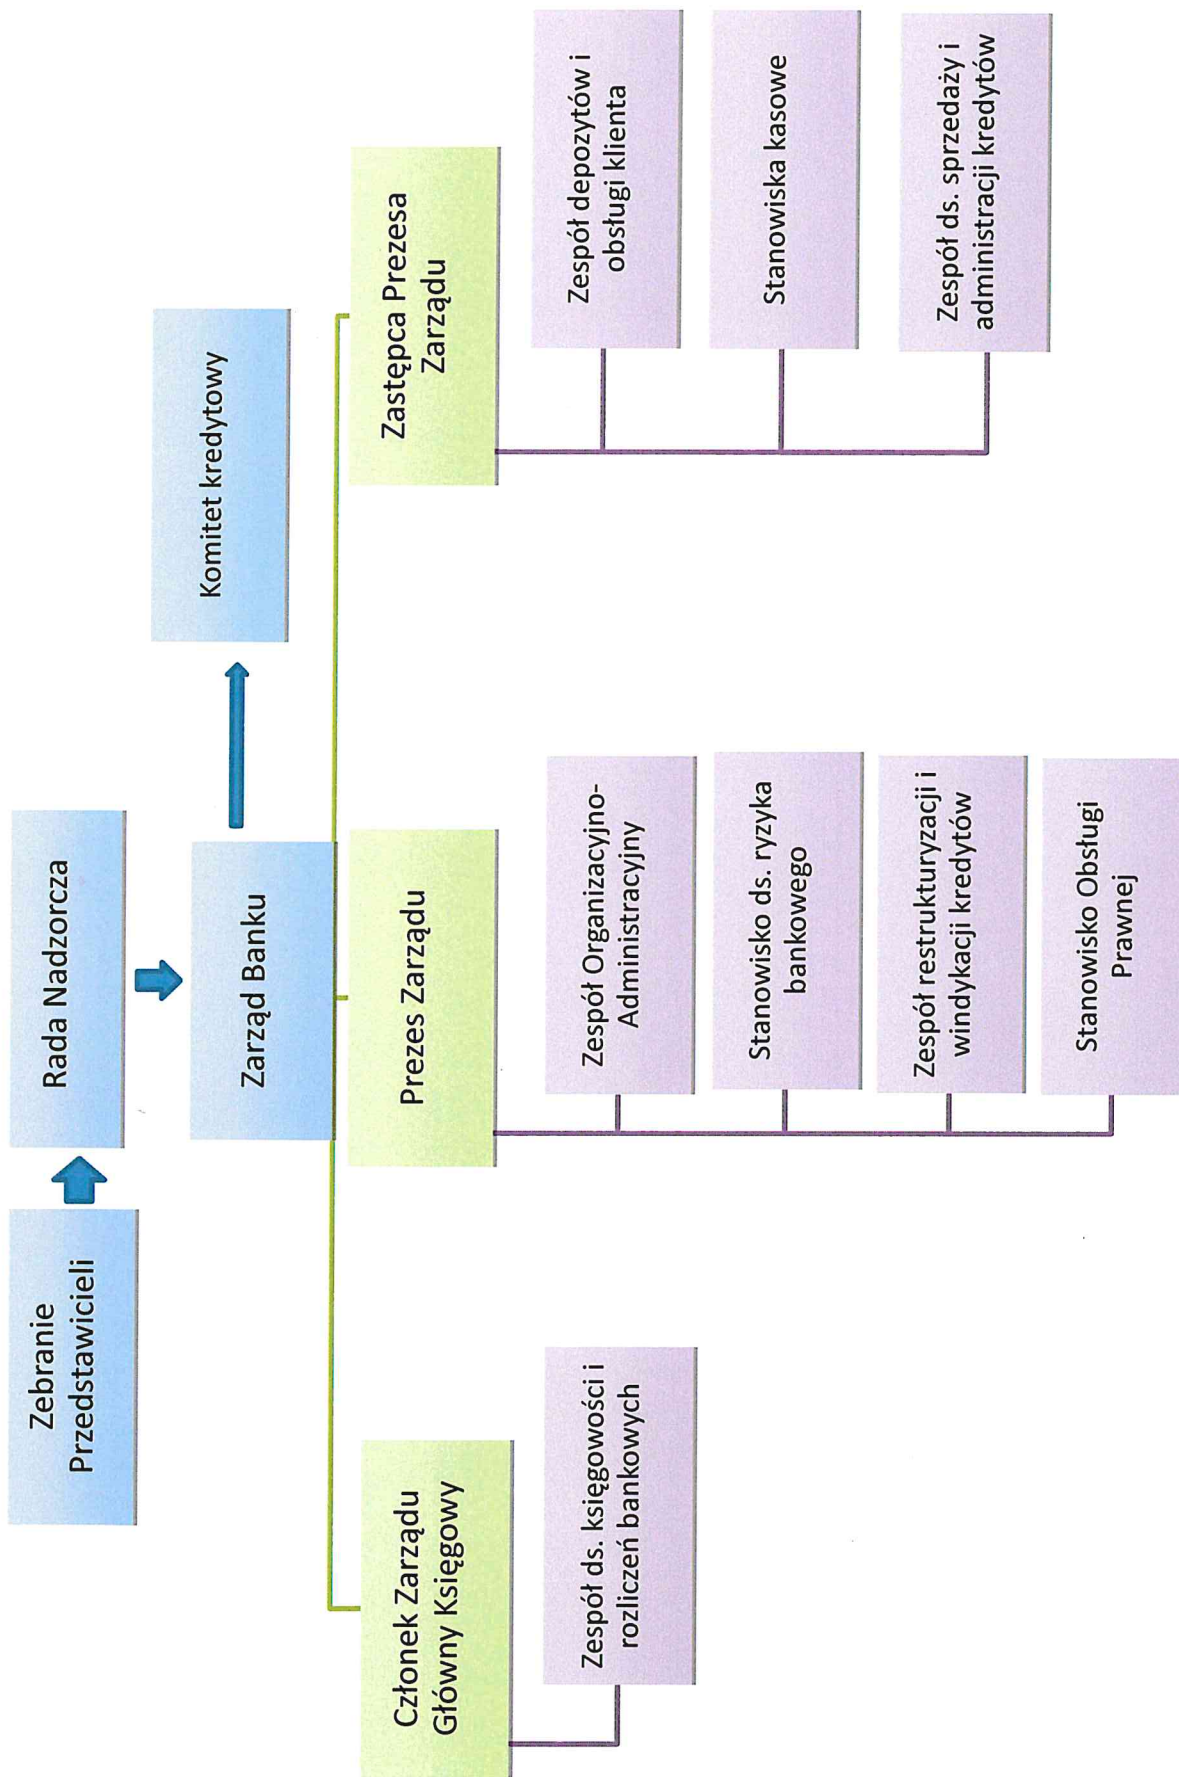 Zebranie
Przedstawicieli
Rada Nadzorcza
Zarząd Banku
Komitet kredytowy
Członek Zarządu
Główny Księgowy
Prezes Zarządu
Zastępca Prezesa
Zarządu
Zespół ds. księgowości i
rozliczeń bankowych
Zespół Organizacyjno-
Administracyjny
Stanowisko ds. ryzyka
bankowego
Zespół restrukturyzacji i
windykacji kredytów
Stanowisko Obsługi
Prawnej
Zespół depozytów i
obsługi klienta
Stanowiska kasowe
Zespół ds. sprzedaży i
administracji kredytów